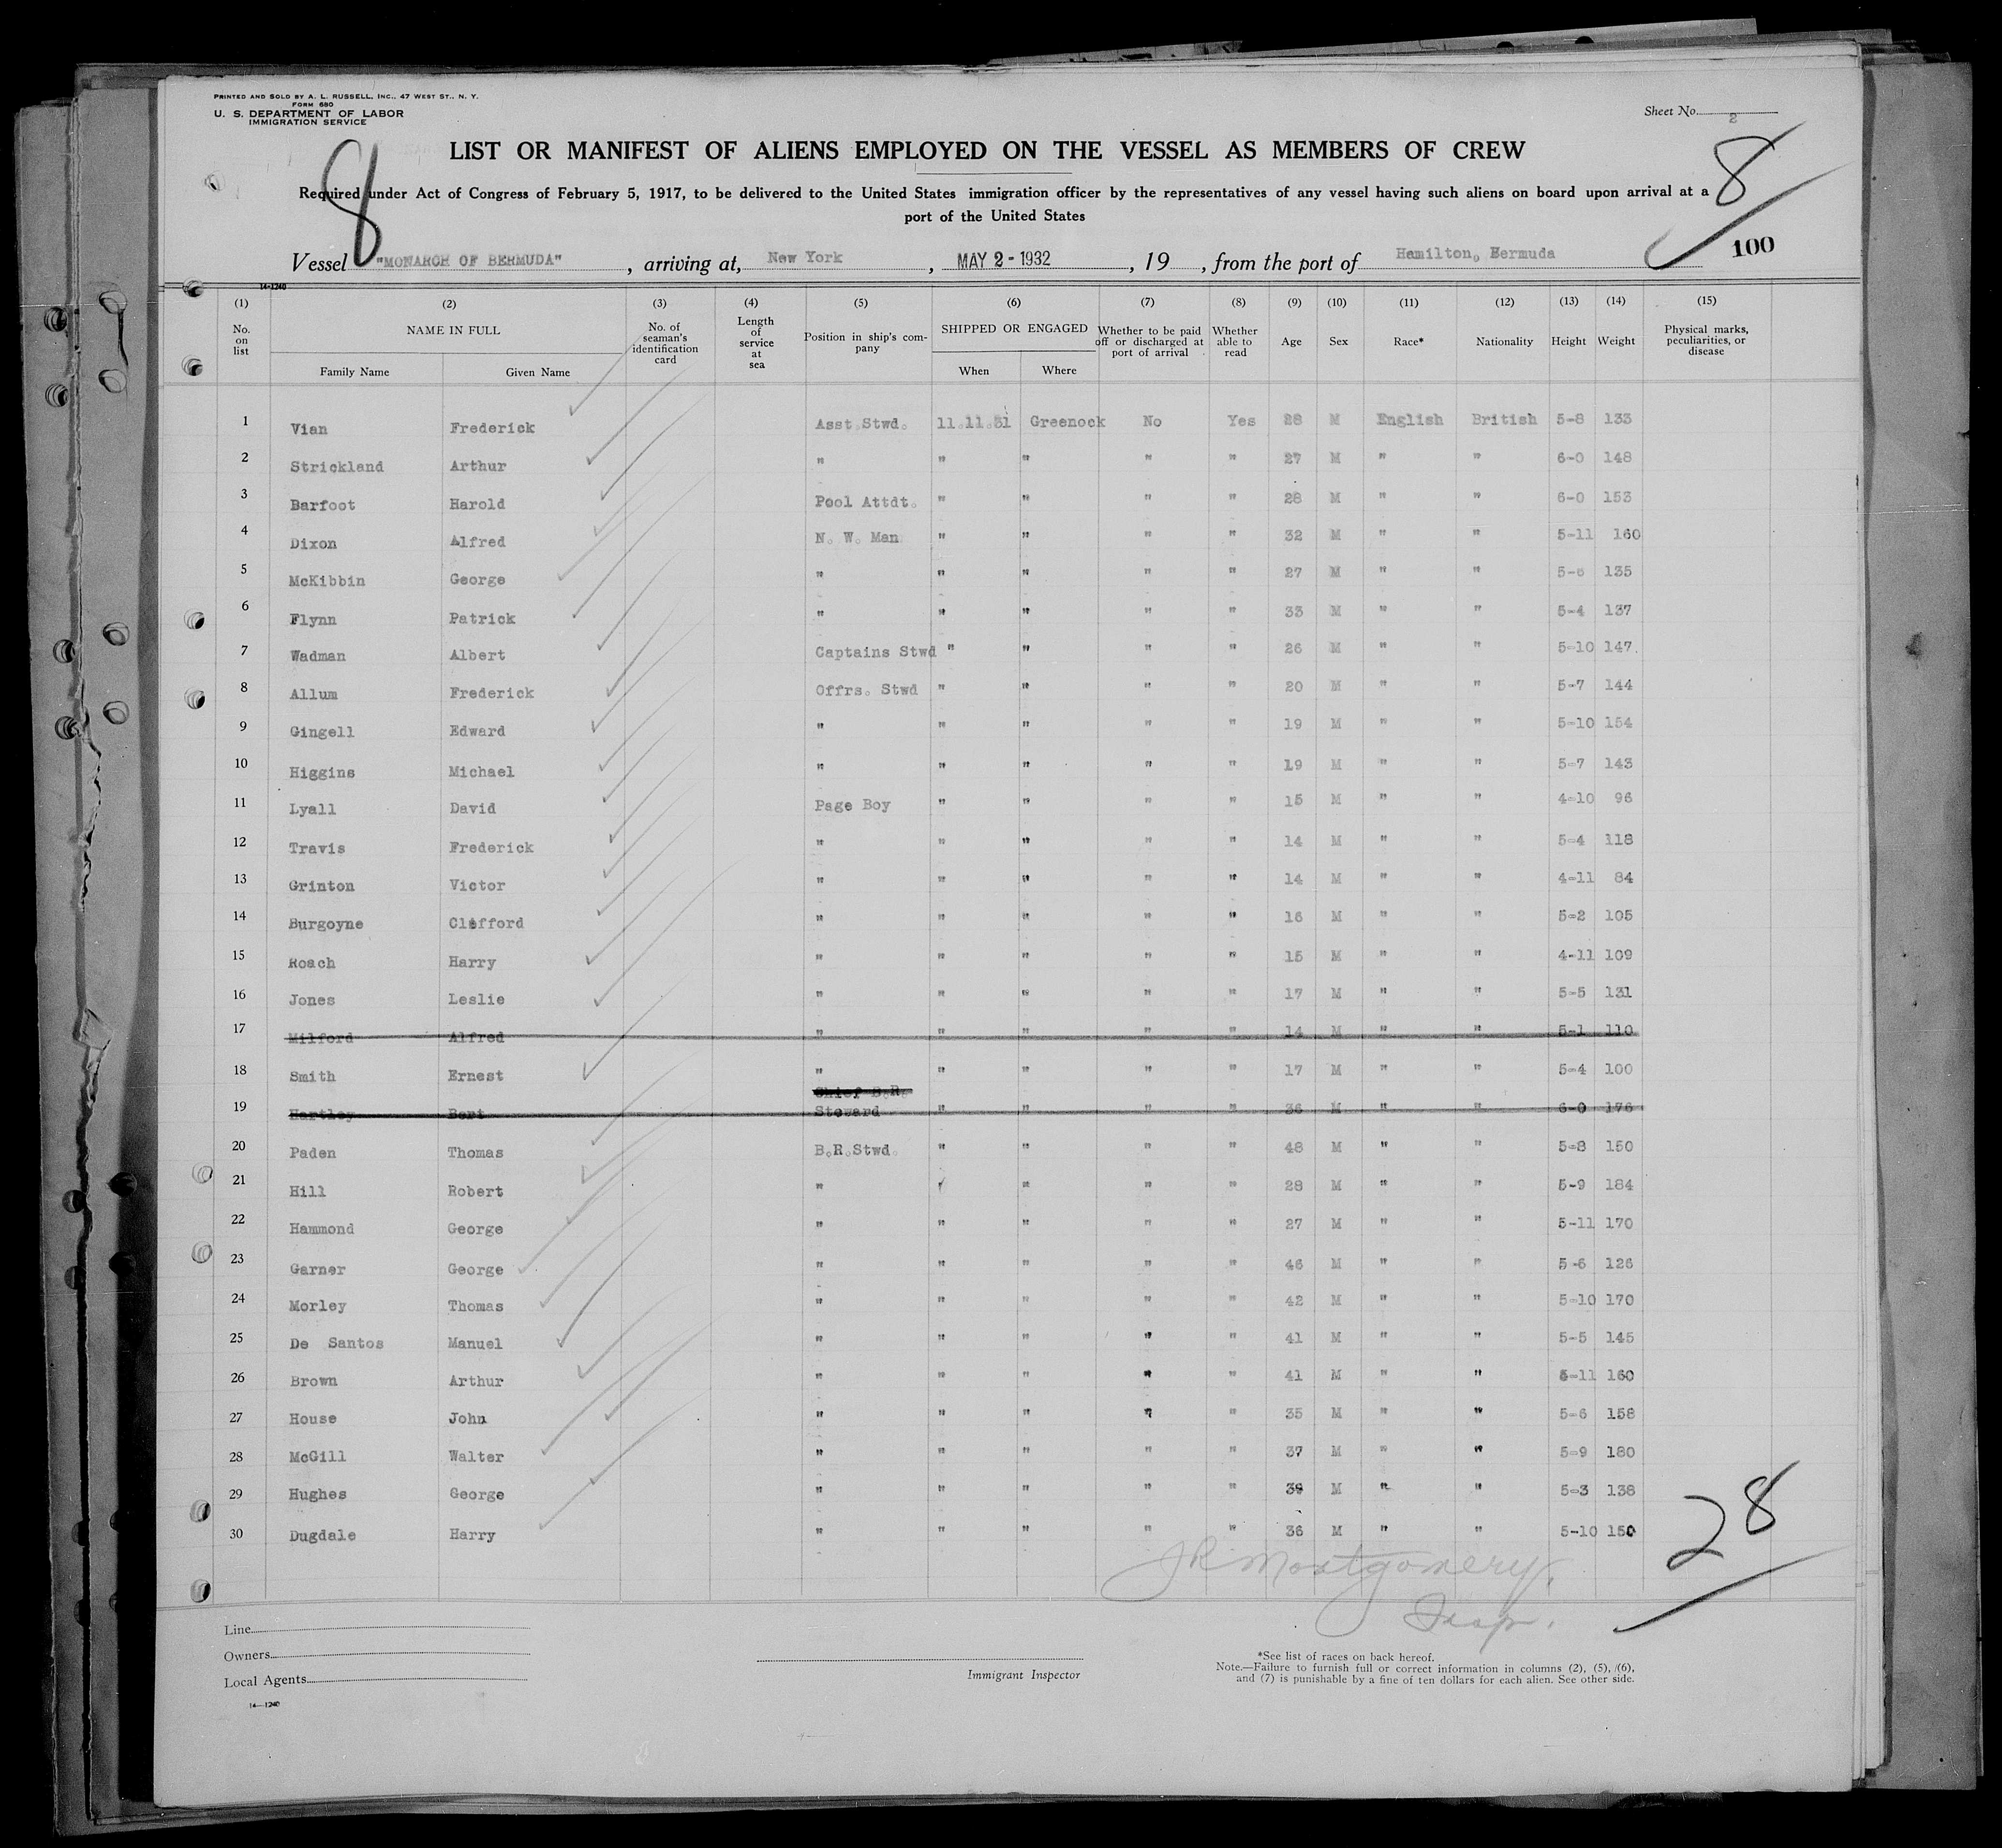 PRINTED AND SOLD BY A. L. RUSSELL, INC., 47 WEST ST., N. Y.
FORM 680
U. S. DEPARTMENT OF LABOR
IMMIGRATION SERVICE
Sheet No. 2
8
8
LIST OR MANIFEST OF ALIENS EMPLOYED ON THE VESSEL AS MEMBERS OF CREW
Required under Act of Congress of February 5, 1917, to be delivered to the United States immigration officer by the representatives of any vessel having such aliens on board upon arrival at a
port of the United States
Vessel "MONARCH OF BERMUDA", arriving at, New York, MAY 2 - 1932, 19 , from the port of Hamilton, Bermuda 100
14-1240
(1) (2) (3) (4) (5) (6) (7) (8) (9) (10) (11) (12) (13) (14) (15)
No. on list NAME IN FULL Family Name Given Name No. of seaman's identification card Length of service at sea Position in ship's company SHIPPED OR ENGAGED When Where Whether to be paid off or discharged at port of arrival Whether able to read Age Sex Race* Nationality Height Weight Physical marks, peculiarities, or disease
1 Vian Frederick Asst.Stwd. 11.11.31 Greenock No Yes 28 M English British 5-8 133
2 Strickland Arthur " " " " " 27 M " " 6-0 148
3 Barfoot Harold Pool Attdt. " " " " 28 M " " 6-0 153
4 Dixon Alfred N. W. Man " " " " 32 M " " 5-11 160
5 McKibbin George " " " " " 27 M " " 5-6 135
6 Flynn Patrick " " " " " 33 M " " 5-4 137
7 Wadman Albert Captains Stwd " " " " 26 M " " 5-10 147
8 Allum Frederick Offrs. Stwd " " " " 20 M " " 5-7 144
9 Gingell Edward " " " " " 19 M " " 5-10 154
10 Higgins Michael " " " " " 19 M " " 5-7 143
11 Lyall David Page Boy " " " " 15 M " " 4-10 96
12 Travis Frederick " " " " " 14 M " " 5-4 118
13 Grinton Victor " " " " " 14 M " " 4-11 84
14 Burgoyne Clifford " " " " " 16 M " " 5-2 105
15 Roach Harry " " " " " 15 M " " 4-11 109
16 Jones Leslie " " " " " 17 M " " 5-5 131
17 Milford Alfred " " " " " 14 M " " 5-1 110
18 Smith Ernest " " " " " 17 M " " 5-4 100
19 Hartley Bert Chief B.R. Steward " " " " 36 M " " 6-0 176
20 Paden Thomas B.R.Stwd. " " " " 48 M " " 5-8 150
21 Hill Robert " " " " " 28 M " " 5-9 184
22 Hammond George " " " " " 27 M " " 5-11 170
23 Garner George " " " " " 46 M " " 5-6 126
24 Morley Thomas " " " " " 42 M " " 5-10 170
25 De Santos Manuel " " " " " 41 M " " 5-5 145
26 Brown Arthur " " " " " 41 M " " 5-11 160
27 House John " " " " " 35 M " " 5-6 158
28 McGill Walter " " " " " 37 M " " 5-9 180
29 Hughes George " " " " " 39 M " " 5-3 138
30 Dugdale Harry " " " " " 36 M " " 5-10 150
28
JR Montgomery.
Insp.
Line
Owners
Local Agents
14-1240
Immigrant Inspector
*See list of races on back hereof.
Note.—Failure to furnish full or correct information in columns (2), (5), (6),
and (7) is punishable by a fine of ten dollars for each alien. See other side.